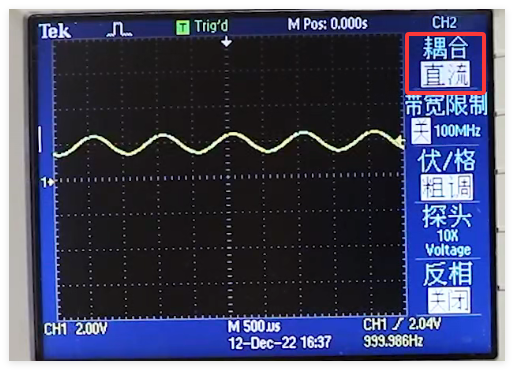 Tek
T Trig'd
M Pos: 0.000s
CH2
耦合
直流
带宽限制
关 100MHz
伏/格
粗调
探头
10X
Voltage
反相
关闭
1
CH1 2.00V
M 500µs
CH1 2.04V
12-Dec-22 16:37
999.986Hz